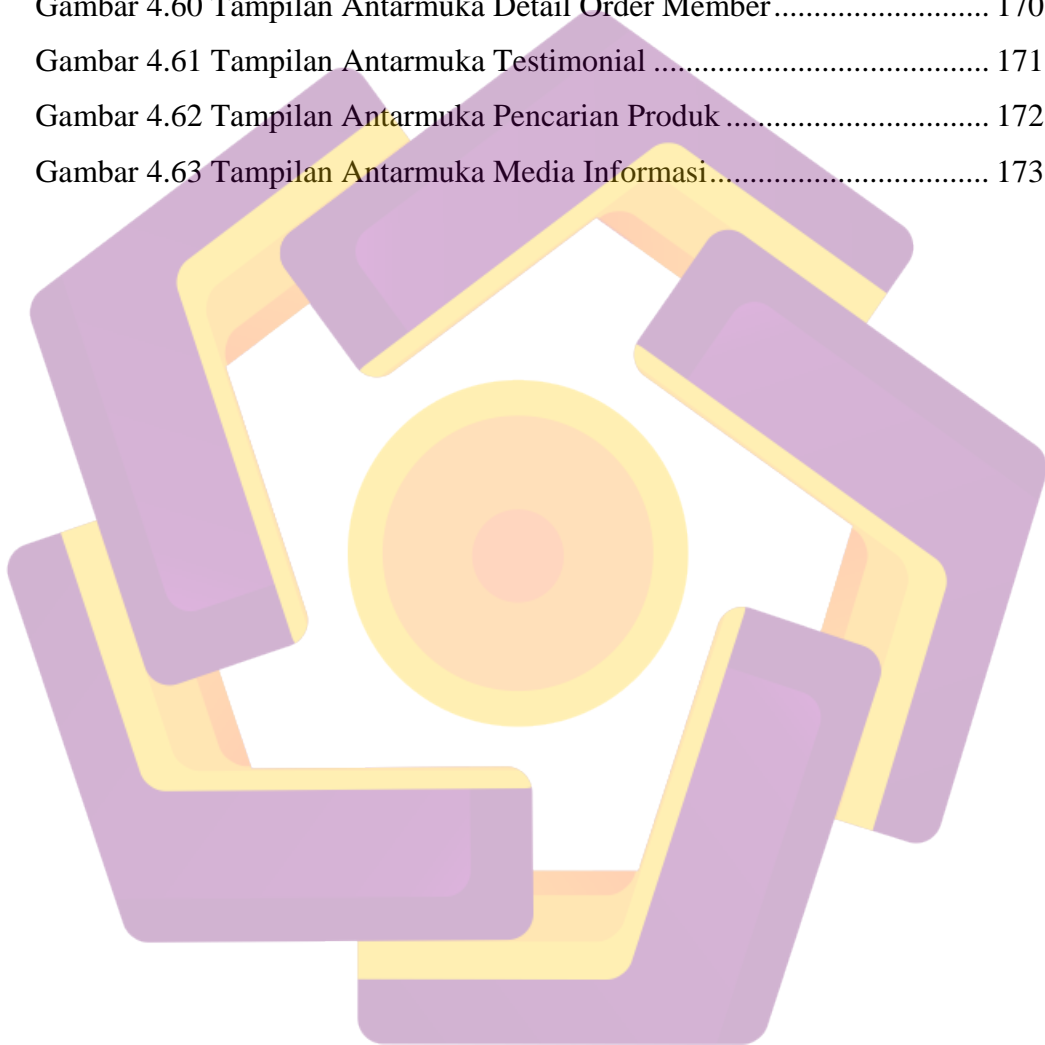 Gambar 4.60 Tampilan Antarmuka Detail Order Member......................... 170
Gambar 4.61 Tampilan Antarmuka Testimonial ....................................... 171
Gambar 4.62 Tampilan Antarmuka Pencarian Produk .............................. 172
Gambar 4.63 Tampilan Antarmuka Media Informasi................................ 173